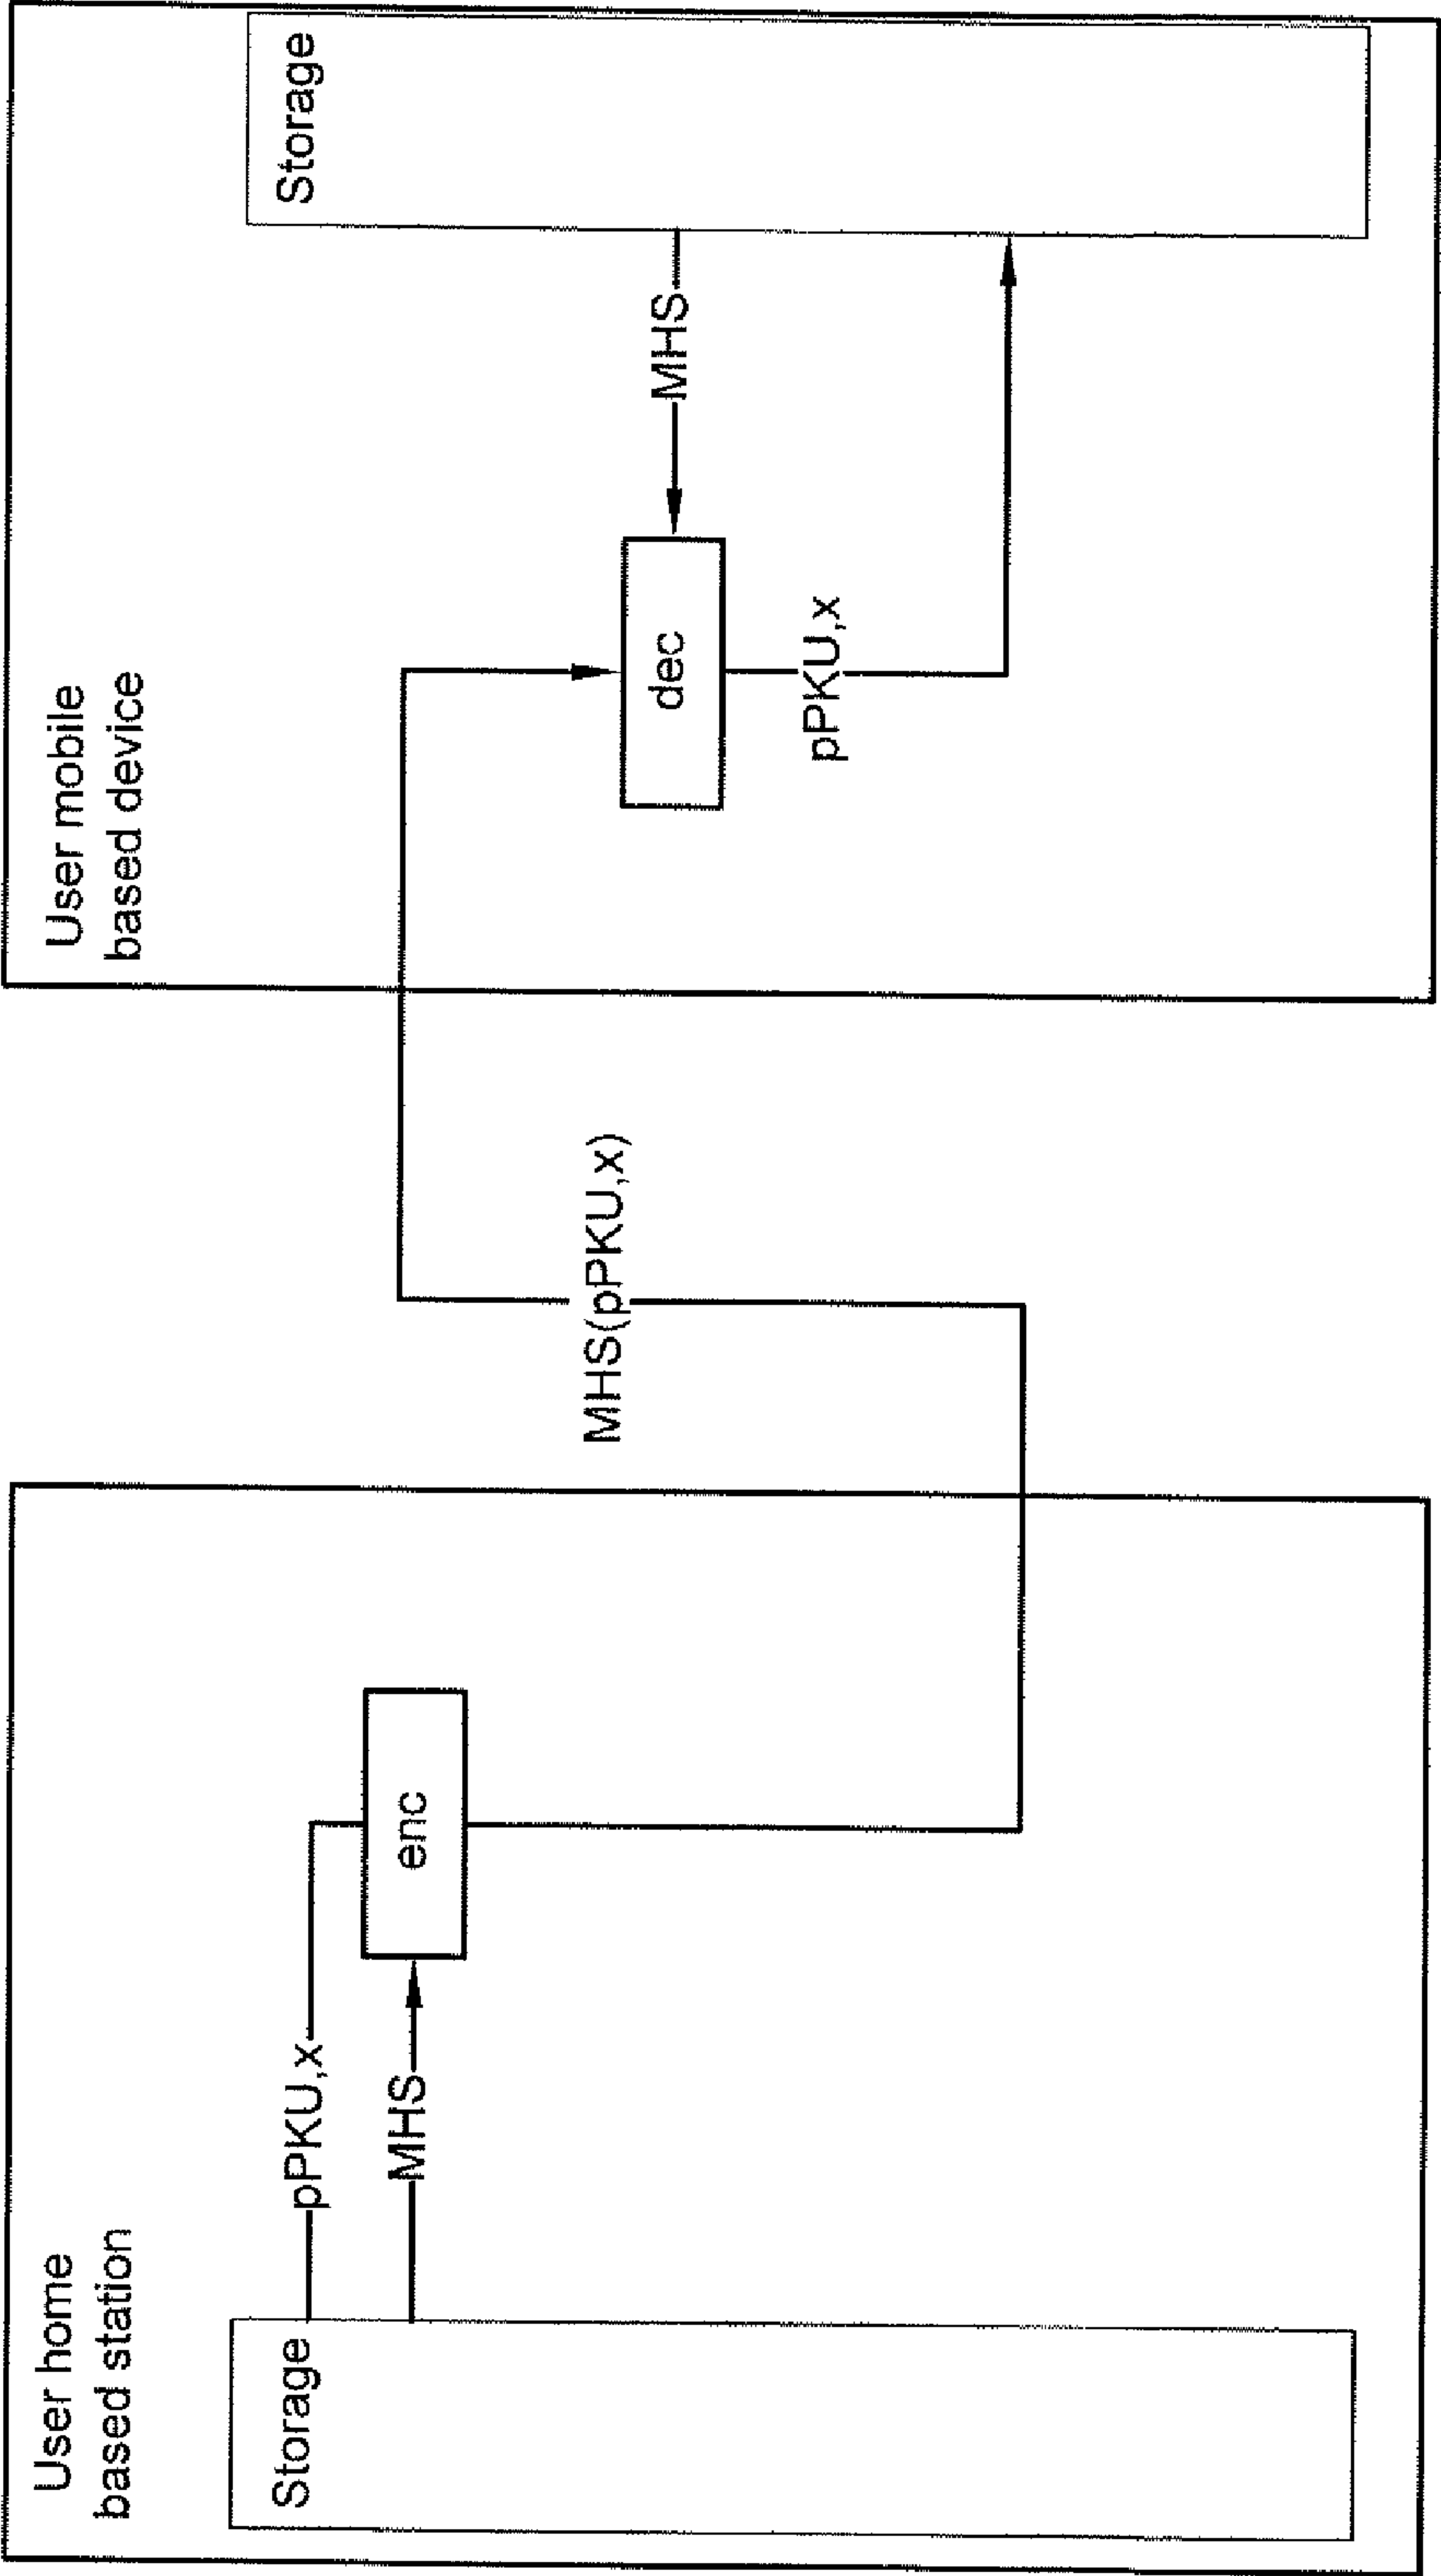 User home
based station
Storage
pPKU,x
MHS
enc
MHS(pPKU,x)
User mobile
based device
Storage
MHS
dec
pPKU,x